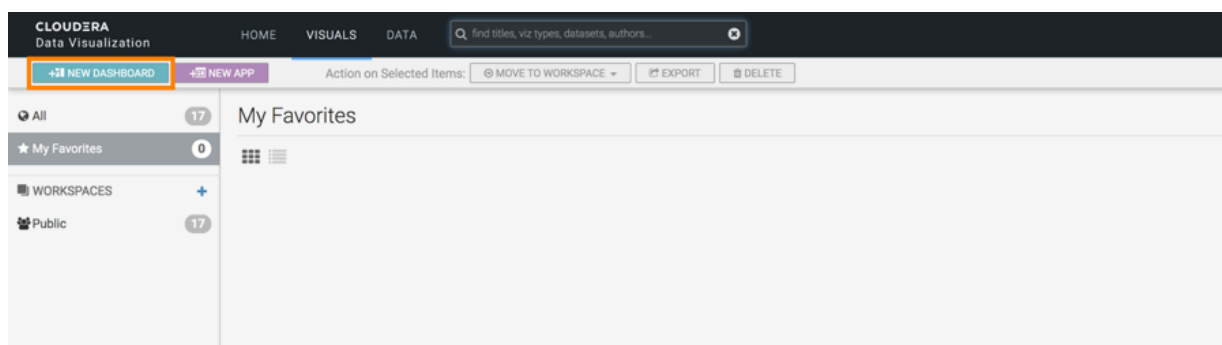 CLOUDERA
Data Visualization
HOME VISUALS DATA find titles, viz types, datasets, authors...
NEW DASHBOARD NEW APP Action on Selected Items: MOVE TO WORKSPACE EXPORT DELETE
All 17
My Favorites
My Favorites 0
WORKSPACES +
Public 17